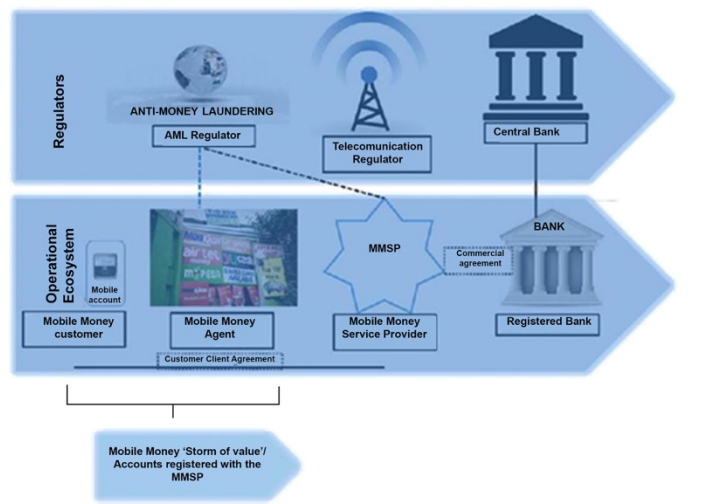 Regulators
ANTI-MONEY LAUNDERING
AML Regulator
Telecomunication
Regulator
Central Bank
Operational
Ecosystem
Mobile
account
airtel
m-pesa
MMSP
Commercial
agreement
BANK
Mobile Money
customer
Mobile Money
Agent
Mobile Money
Service Provider
Registered Bank
Customer Client Agreement
Mobile Money ‘Storm of value’/
Accounts registered with the
MMSP